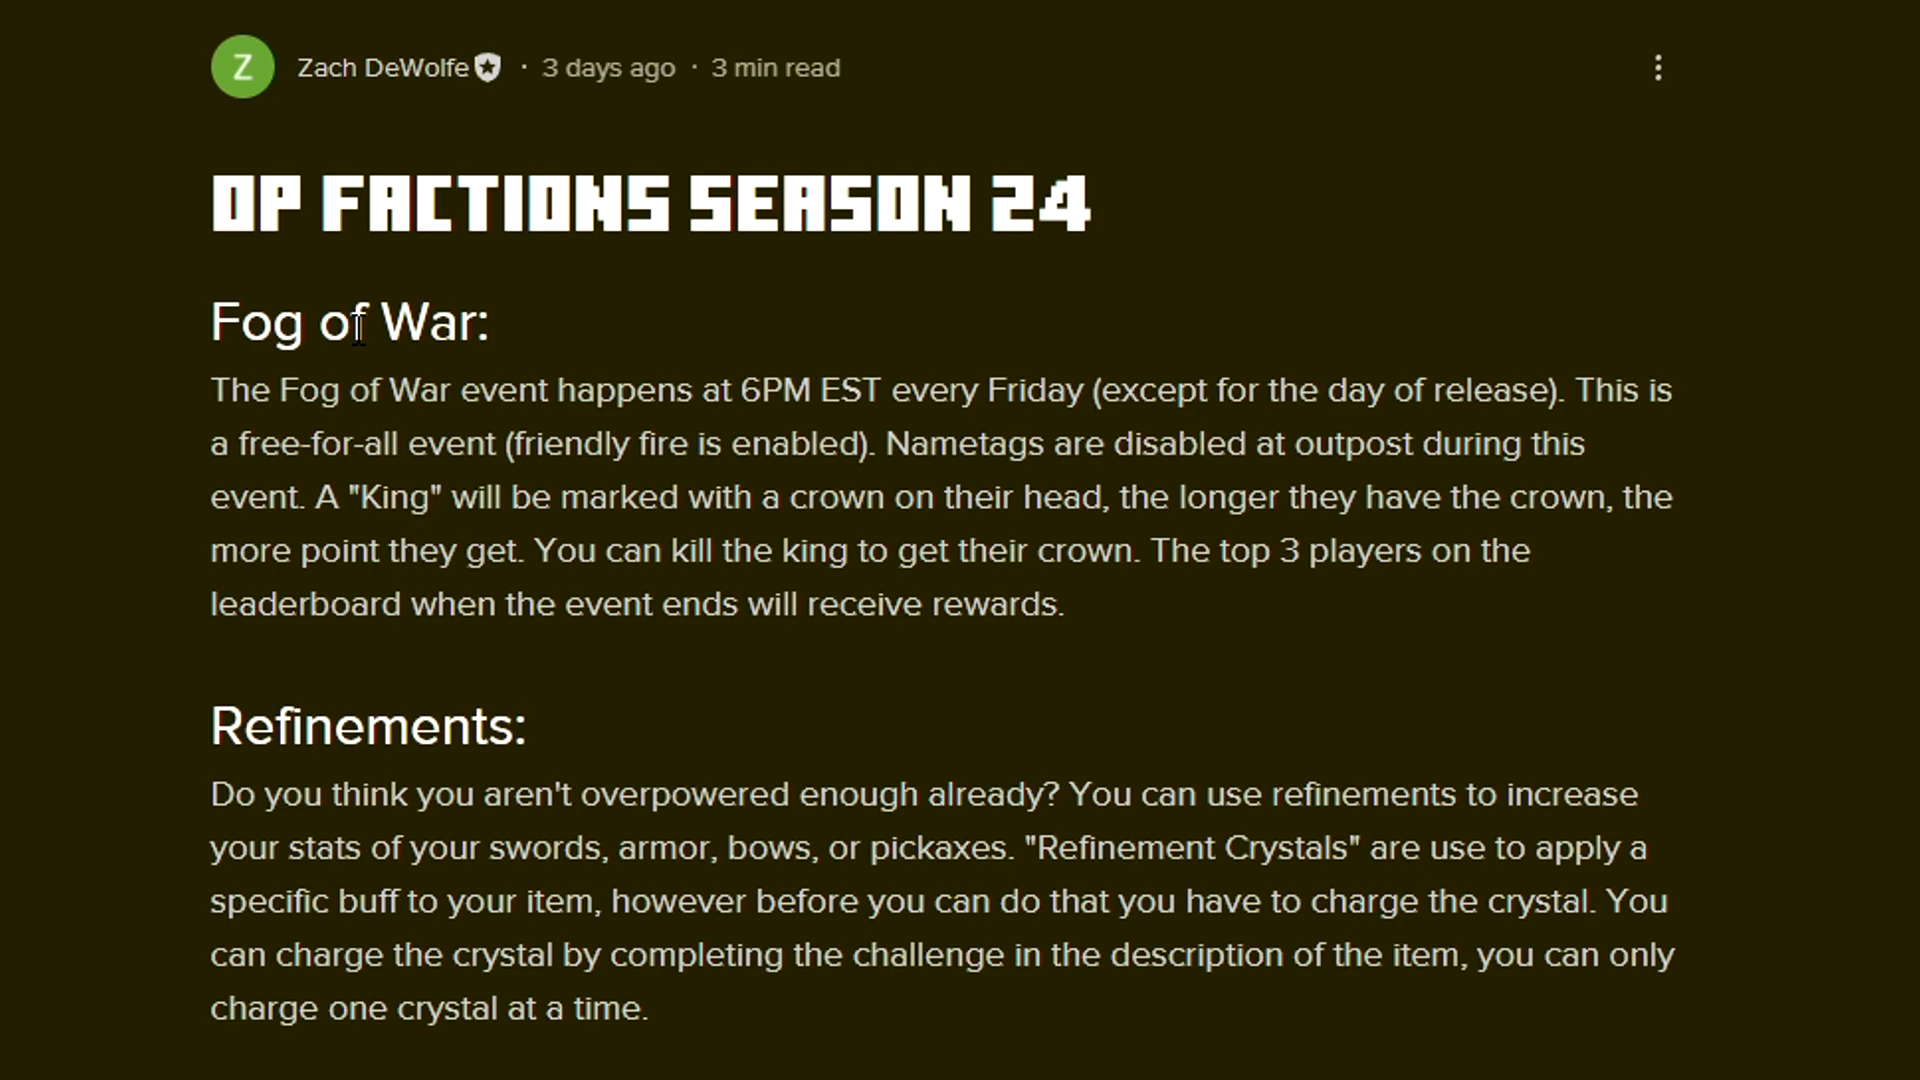 Z Zach DeWolfe · 3 days ago · 3 min read
OP FACTIONS SEASON 24
Fog of War:
The Fog of War event happens at 6PM EST every Friday (except for the day of release). This is
a free-for-all event (friendly fire is enabled). Nametags are disabled at outpost during this
event. A "King" will be marked with a crown on their head, the longer they have the crown, the
more point they get. You can kill the king to get their crown. The top 3 players on the
leaderboard when the event ends will receive rewards.
Refinements:
Do you think you aren't overpowered enough already? You can use refinements to increase
your stats of your swords, armor, bows, or pickaxes. "Refinement Crystals" are use to apply a
specific buff to your item, however before you can do that you have to charge the crystal. You
can charge the crystal by completing the challenge in the description of the item, you can only
charge one crystal at a time.